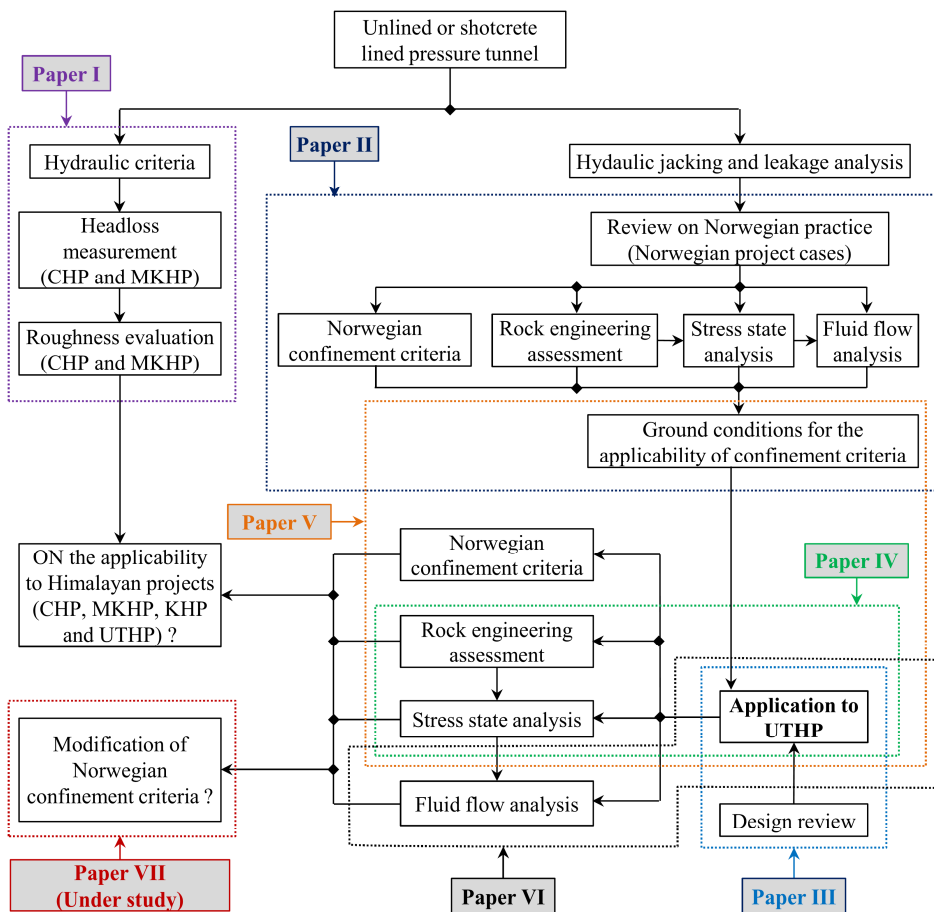 Unlined or shotcrete
lined pressure tunnel
Paper I
Paper II
Hydraulic criteria
Hydaulic jacking and leakage analysis
Headloss
measurement
(CHP and MKHP)
Review on Norwegian practice
(Norwegian project cases)
Roughness evaluation
(CHP and MKHP)
Norwegian
confinement criteria
Rock engineering
assessment
Stress state
analysis
Fluid flow
analysis
Ground conditions for the
applicability of confinement criteria
Paper V
Norwegian
confinement criteria
Paper IV
ON the applicability
to Himalayan projects
(CHP, MKHP, KHP
and UTHP) ?
Rock engineering
assessment
Stress state analysis
Application to
UTHP
Modification of
Norwegian
confinement criteria ?
Fluid flow analysis
Design review
Paper VII
(Under study)
Paper VI
Paper III